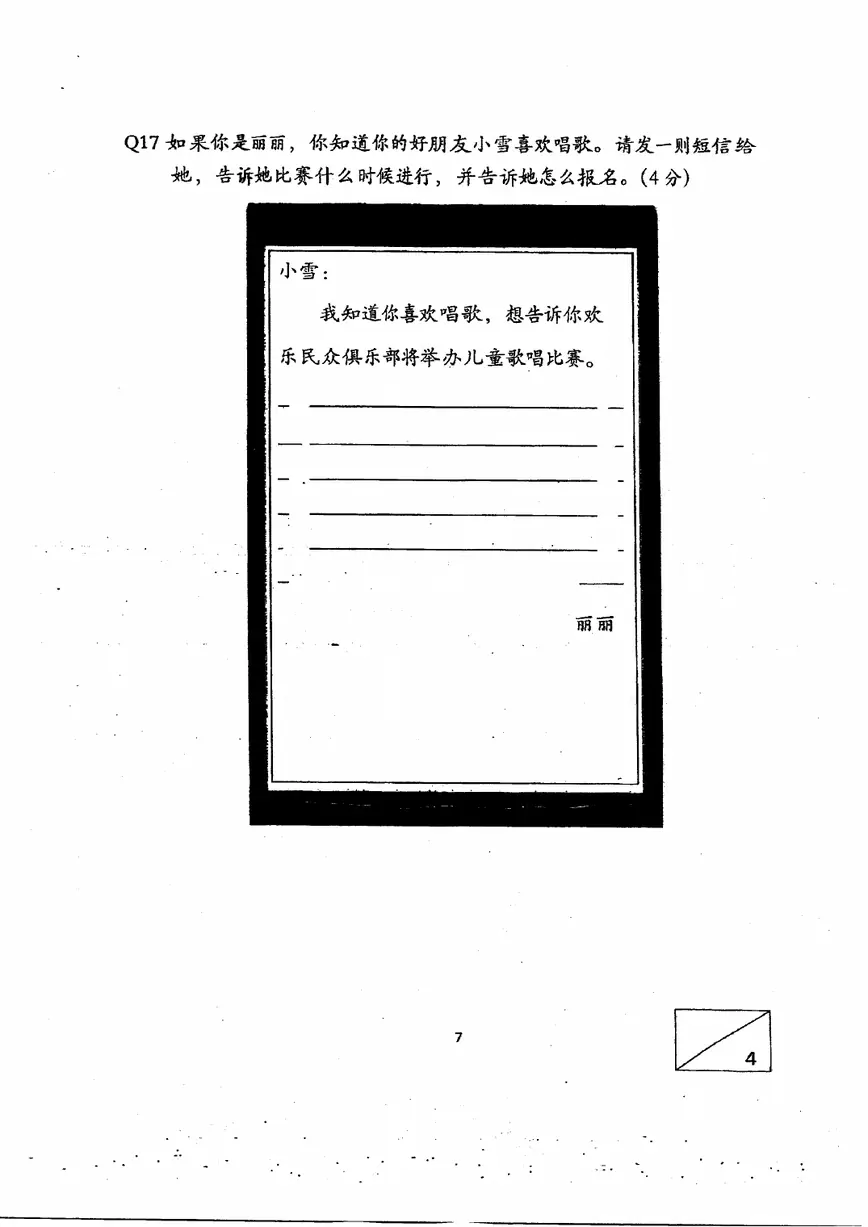 Q17 如果你是丽丽，你知道你的好朋友小雪喜欢唱歌。请发一则短信给
她，告诉她比赛什么时候进行，并告诉她怎么报名。(4 分)
小雪：
我知道你喜欢唱歌，想告诉你欢
乐民众俱乐部将举办儿童歌唱比赛。
丽丽
7
4